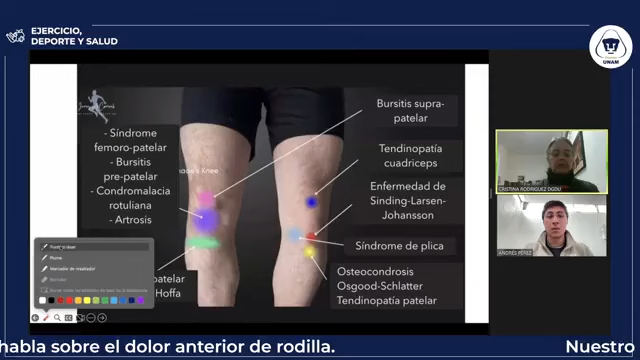 EJERCICIO,
DEPORTE Y SALUD
UNAM
Bursitis supra-
patelar
- Síndrome
femoro-patelar
- Bursitis
pre-patelar
- Condromalacia
rotuliana
- Artrosis
Knee
Tendinopatía
cuadriceps
Enfermedad de
Sinding-Larsen-
Johansson
Síndrome de plica
Osteocondrosis
Osgood-Schlatter
Tendinopatía patelar
patelar
Hoffa
Pluma
Marcador de resaltador
CRISTINA RODRIGUEZ DGDU
ANDRÉS PÉREZ
habla sobre el dolor anterior de rodilla.
Nuestro